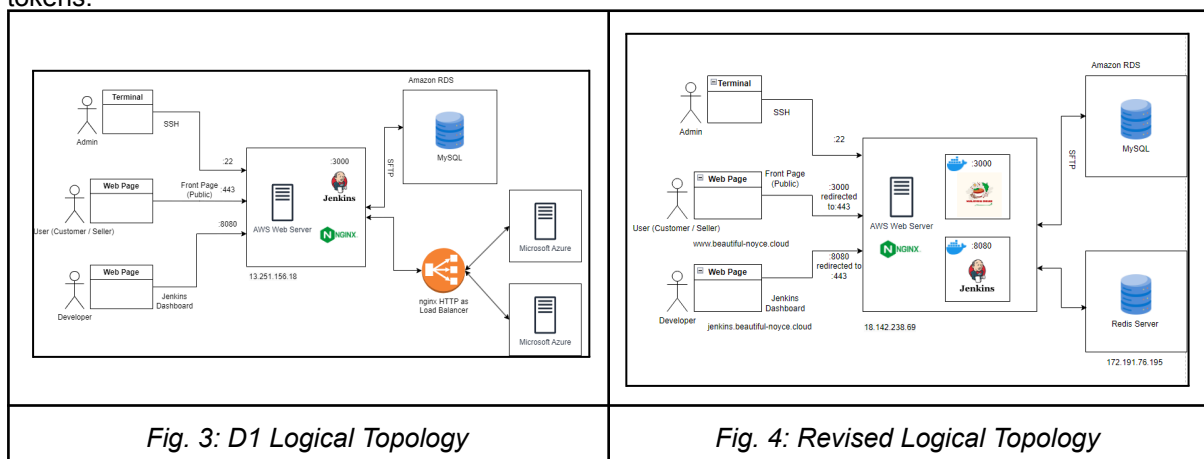 tokens.
Amazon RDS
Terminal
SSH
Admin
:22
MySQL
SFTP
:3000
Jenkins
Web Page
Front Page
(Public)
:443
User (Customer / Seller)
AWS Web Server
NGINX
:8080
Web Page
Jenkins
Dashboard
Developer
13.251.156.18
nginx HTTP as
Load Balancer
Microsoft Azure
Microsoft Azure
Fig. 3: D1 Logical Topology
Amazon RDS
Terminal
SSH
Admin
:22
MySQL
SFTP
:3000
Web Page
Front Page
(Public)
:3000
redirected
to:443
User (Customer / Seller)
www.beautiful-noyce.cloud
AWS Web Server
NGINX
:8080
Jenkins
Web Page
:8080
redirected to
:443
Jenkins
Dashboard
Developer
jenkins.beautiful-noyce.cloud
18.142.238.69
Redis Server
172.191.76.195
Fig. 4: Revised Logical Topology